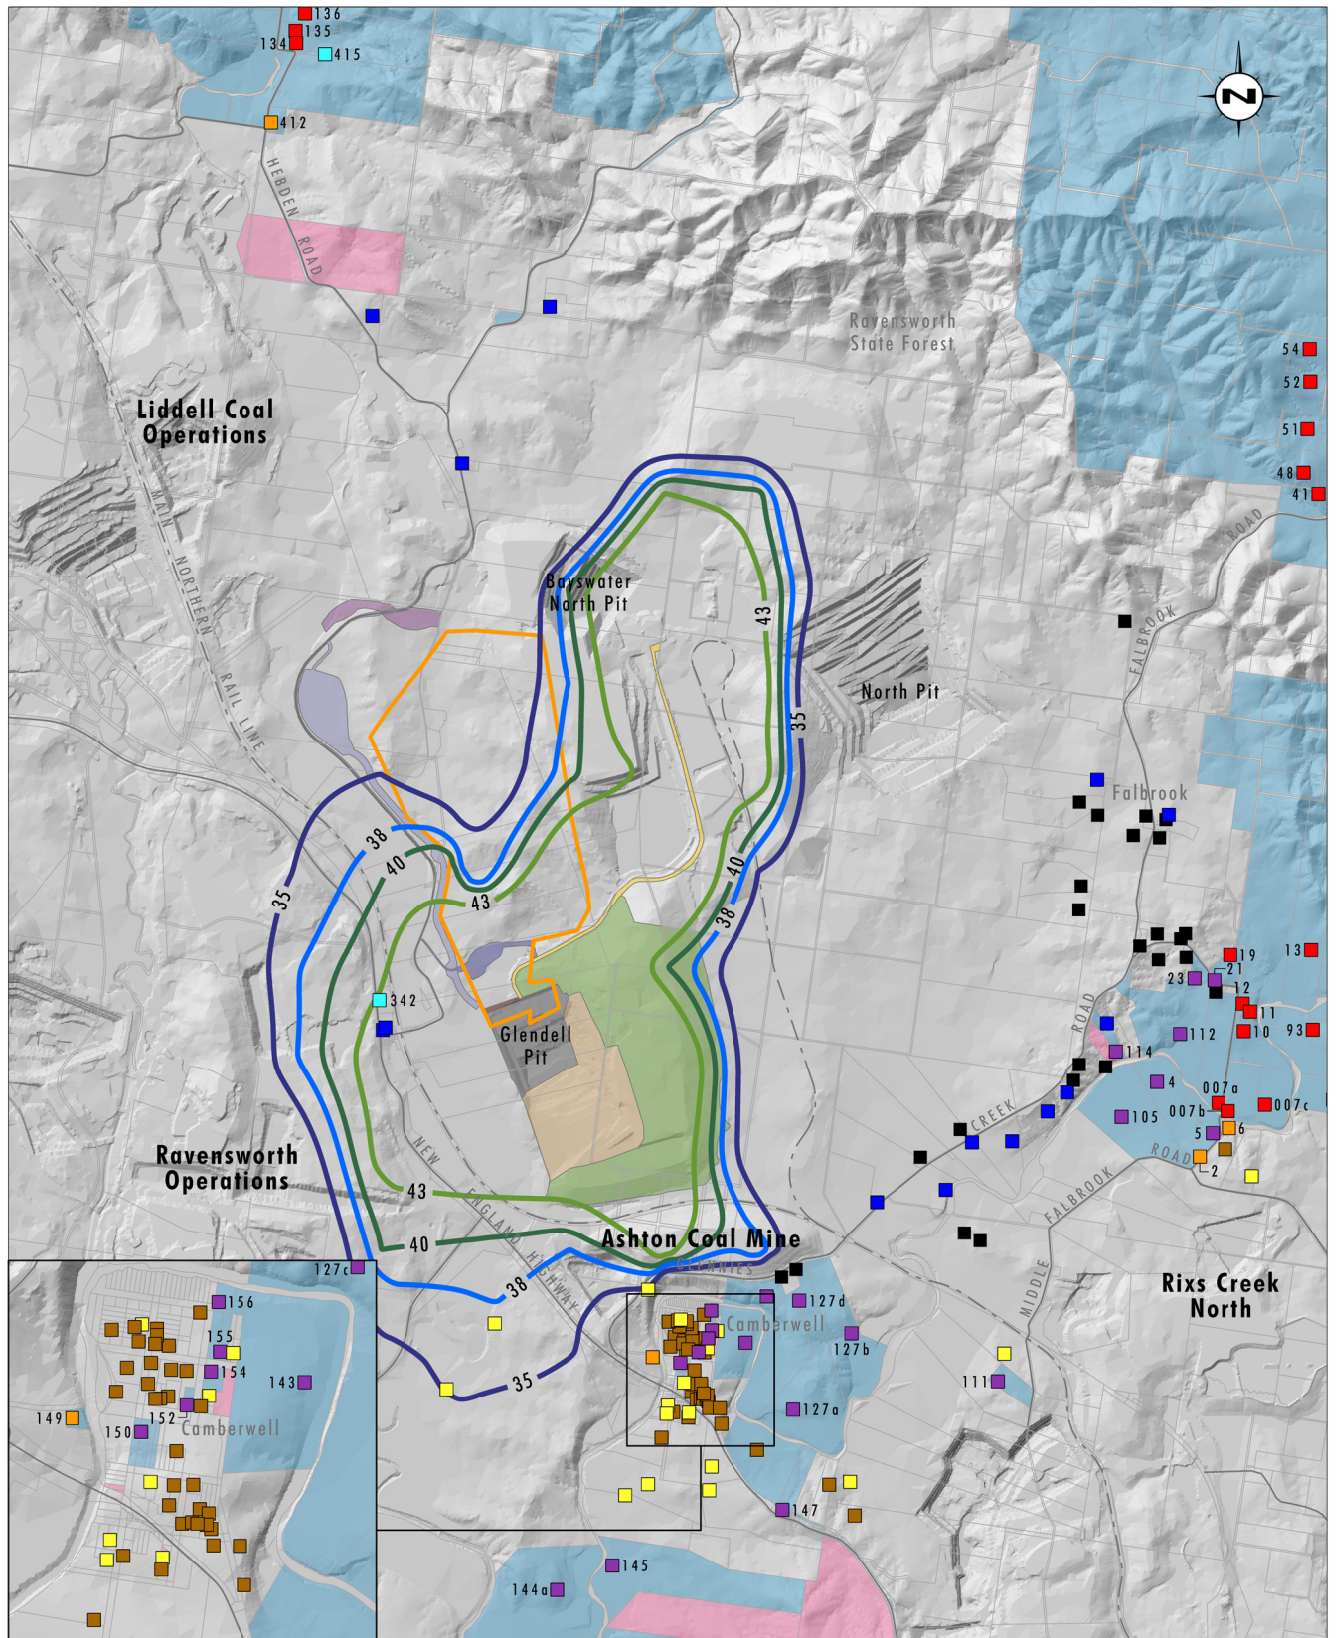 136
135
134
415
412
N
HEBDEN ROAD
Ravensworth
State Forest
54
52
51
48
41
Liddell Coal
Operations
MAIN NORTHERN RAIL LINE
FALBROOK ROAD
Bayswater
North Pit
43
North Pit
35
Falbrook
38
40
35
40
43
38
19
13
21
23
12
11
342
10
93
112
ROAD
114
Glendell
Pit
4
007a
007b
007c
105
CREEK
6
5
ROAD
2
Ravensworth
Operations
NEW ENGLAND HIGHWAY
43
FALBROOK
40
Ashton Coal Mine
GLENNIES
127c
38
MIDDLE
Rixs Creek
North
127d
Camberwell
127b
35
111
127a
156
155
154
143
152
149
150
Camberwell
147
145
144a